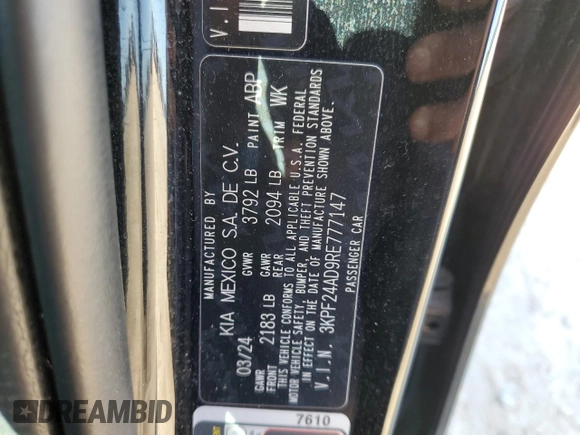 V.I
MANUFACTURED BY
KIA MEXICO S.A. DE C.V.
03/24 GVWR 3792 LB PAINT ABP
GAWR FRONT 2183 LB GAWR REAR 2094 LB TRIM WK
THIS VEHICLE CONFORMS TO ALL APPLICABLE U.S.A. FEDERAL
MOTOR VEHICLE SAFETY, BUMPER, AND THEFT PREVENTION STANDARDS
IN EFFECT ON THE DATE OF MANUFACTURE SHOWN ABOVE.
V.I.N. 3KPF24AD9RE777147
PASSENGER CAR
7610
DREAMBID